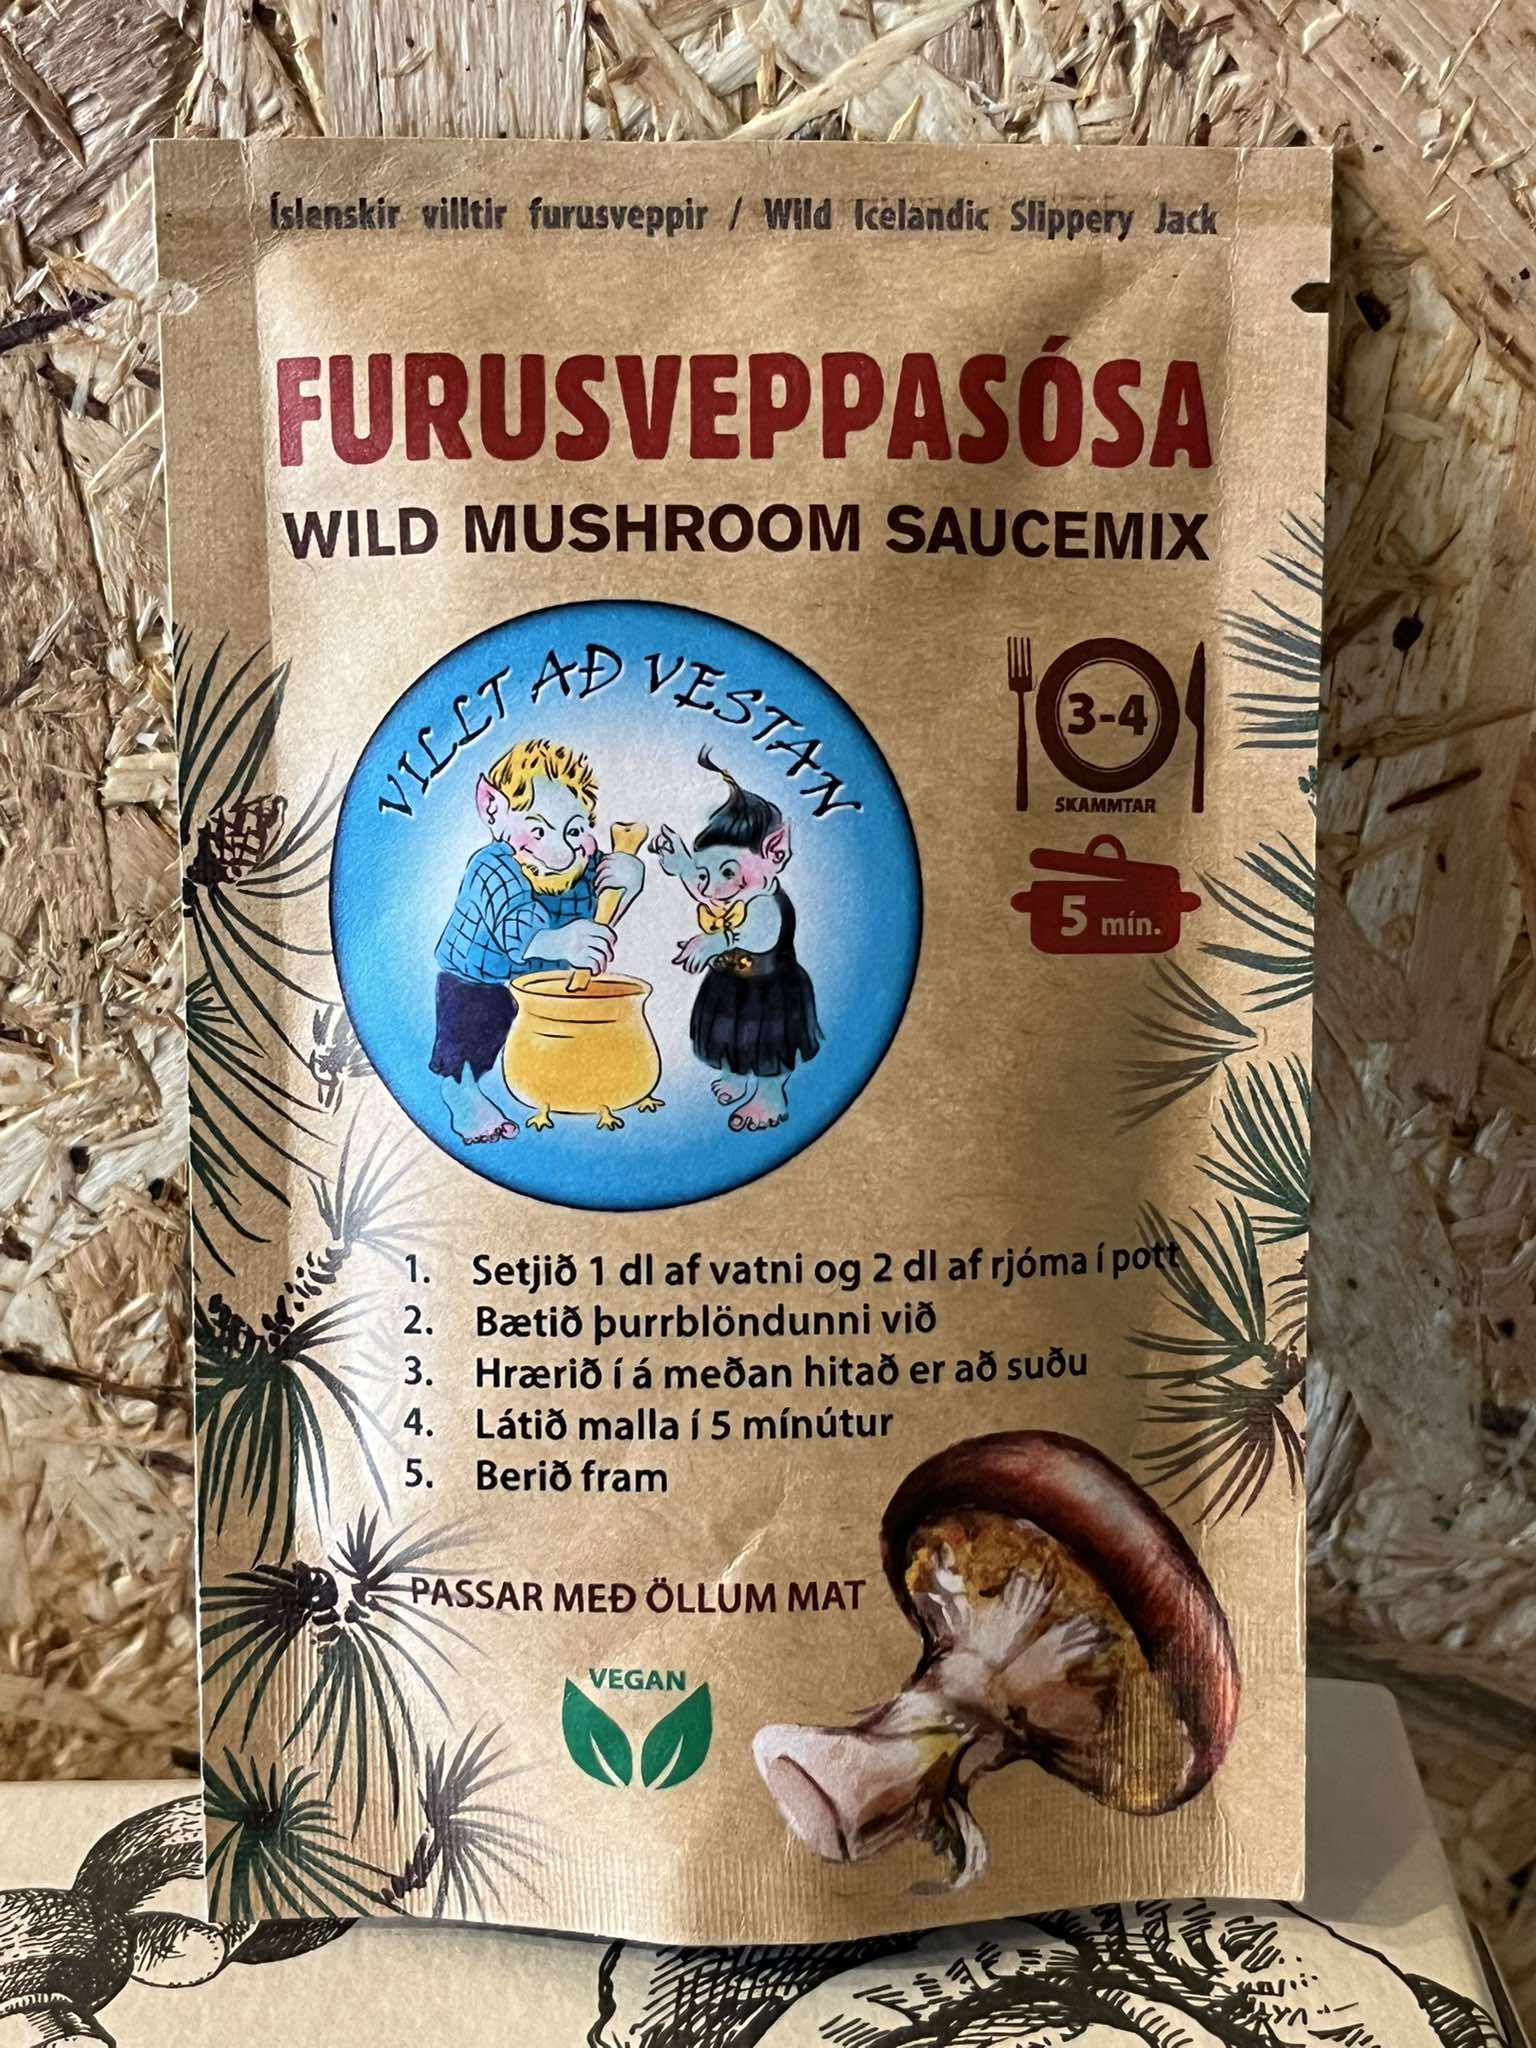 Íslenskir villtir furusveppir / Wild Icelandic Slippery Jack
FURUSVEPPASÓSA
WILD MUSHROOM SAUCEMIX
VILLT AÐ VESTAN
3-4
SKAMMTAR
5 mín.
1. Setjið 1 dl af vatni og 2 dl af rjóma í pott
2. Bætið þurrblöndunni við
3. Hrærið í á meðan hitað er að suðu
4. Látið malla í 5 mínútur
5. Berið fram
PASSAR MEÐ ÖLLUM MAT
VEGAN